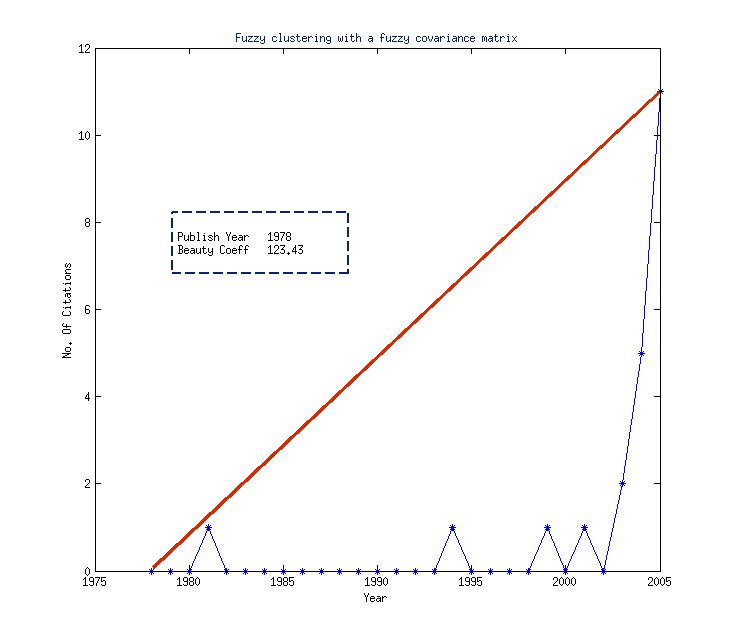 Fuzzy clustering with a fuzzy covariance matrix
12
10
8
Publish Year 1978
Beauty Coeff 123.43
No. Of Citations
6
4
2
0
1975 1980 1985 1990 1995 2000 2005
Year